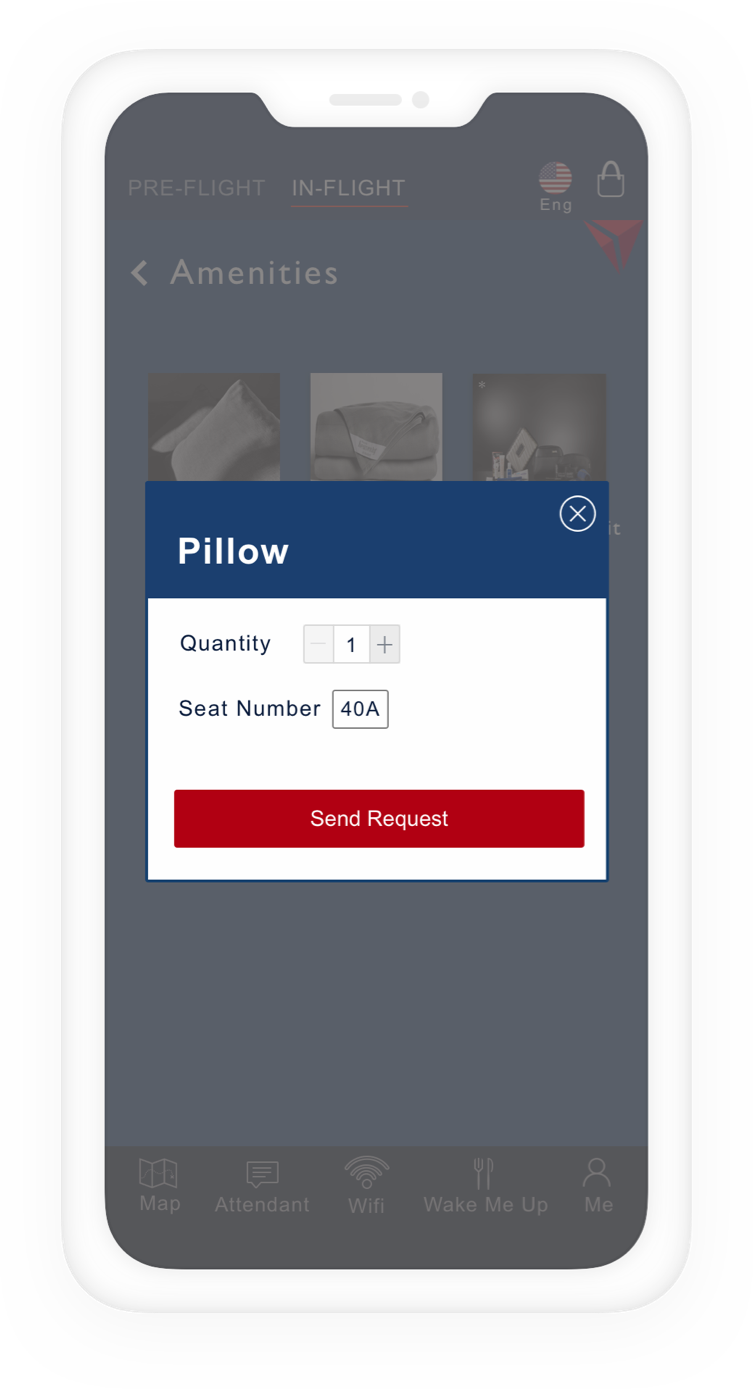 PRE-FLIGHT IN-FLIGHT
Eng
Amenities
*
it
Pillow
Quantity 1
Seat Number 40A
Send Request
Map Attendant Wifi Wake Me Up Me